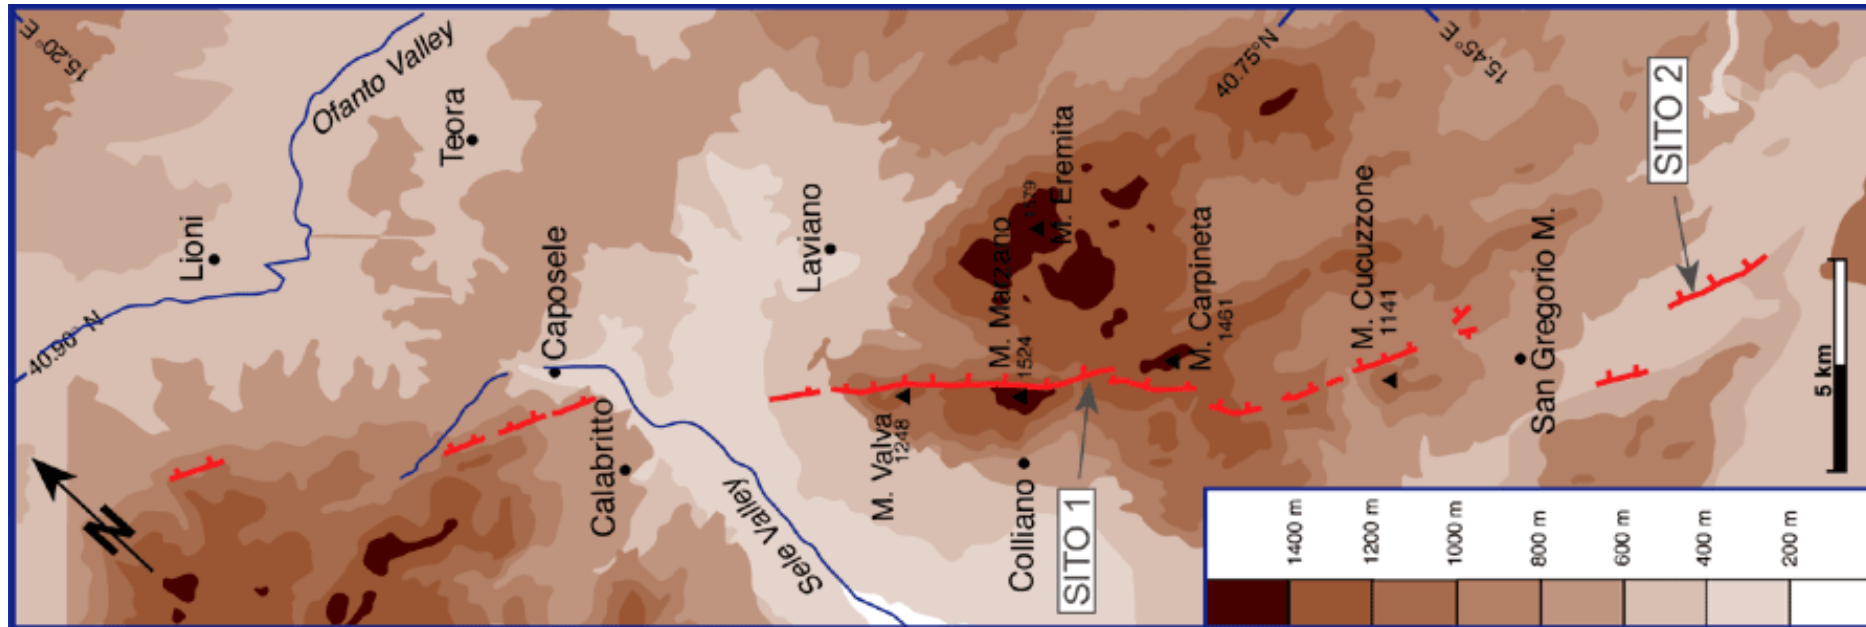 15.20° E
Ofanto Valley
Teora
Lioni
40.90° N
Caposele
Calabritto
Sele Valley
Laviano
M. Valva
1248
Colliano
SITO 1
M. Marzano
1524
1579
M. Eremita
M. Carpineta
1461
40.75°N
15.45° E
M. Cucuzzone
1141
San Gregorio M.
SITO 2
5 km
N
1400 m
1200 m
1000 m
800 m
600 m
400 m
200 m